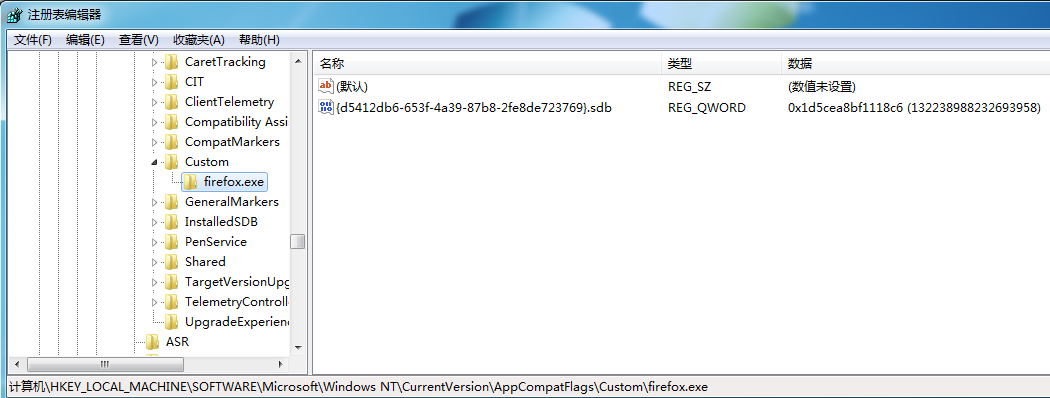 注册表编辑器
文件(F) 编辑(E) 查看(V) 收藏夹(A) 帮助(H)
CaretTracking
CIT
ClientTelemetry
Compatibility Assi
CompatMarkers
Custom
firefox.exe
GeneralMarkers
InstalledSDB
PenService
Shared
TargetVersionUpg
TelemetryControll
UpgradeExperien
ASR
名称 类型 数据
ab (默认) REG_SZ (数值未设置)
{d5412db6-653f-4a39-87b8-2fe8de723769}.sdb REG_QWORD 0x1d5cea8bf1118c6 (132238988232693958)
计算机\HKEY_LOCAL_MACHINE\SOFTWARE\Microsoft\Windows NT\CurrentVersion\AppCompatFlags\Custom\firefox.exe